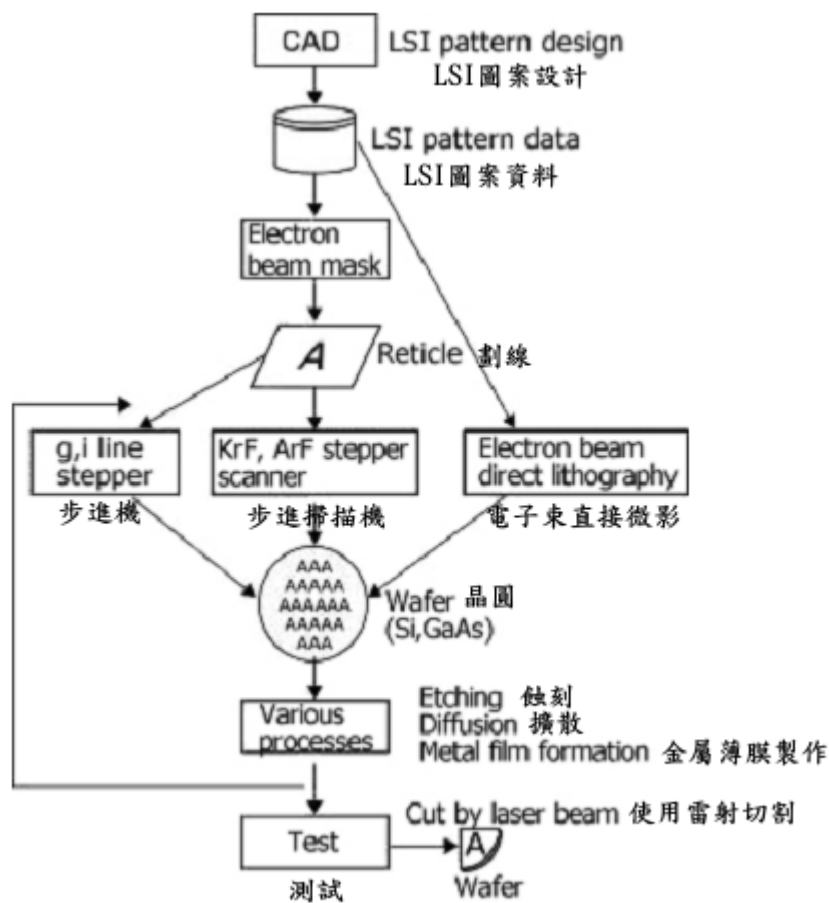 CAD
LSI pattern design
LSI圖案設計
LSI pattern data
LSI圖案資料
Electron
beam mask
A
Reticle 劃線
g,i line
stepper
步進機
KrF, ArF stepper
scanner
步進掃描機
Electron beam
direct lithography
電子束直接微影
AAA
AAAAA
AAAAAA
AAAAA
AAA
Wafer 晶圓
(Si,GaAs)
Various
processes
Etching 蝕刻
Diffusion 擴散
Metal film formation 金屬薄膜製作
Test
測試
Cut by laser beam 使用雷射切割
A
Wafer